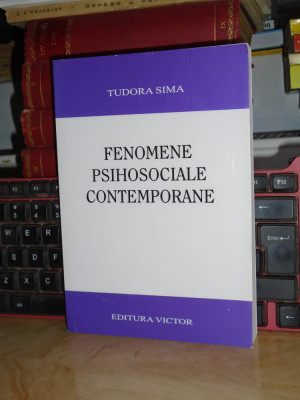 TUDORA SIMA
FENOMENE
PSIHOSOCIALE
CONTEMPORANE
EDITURA VICTOR